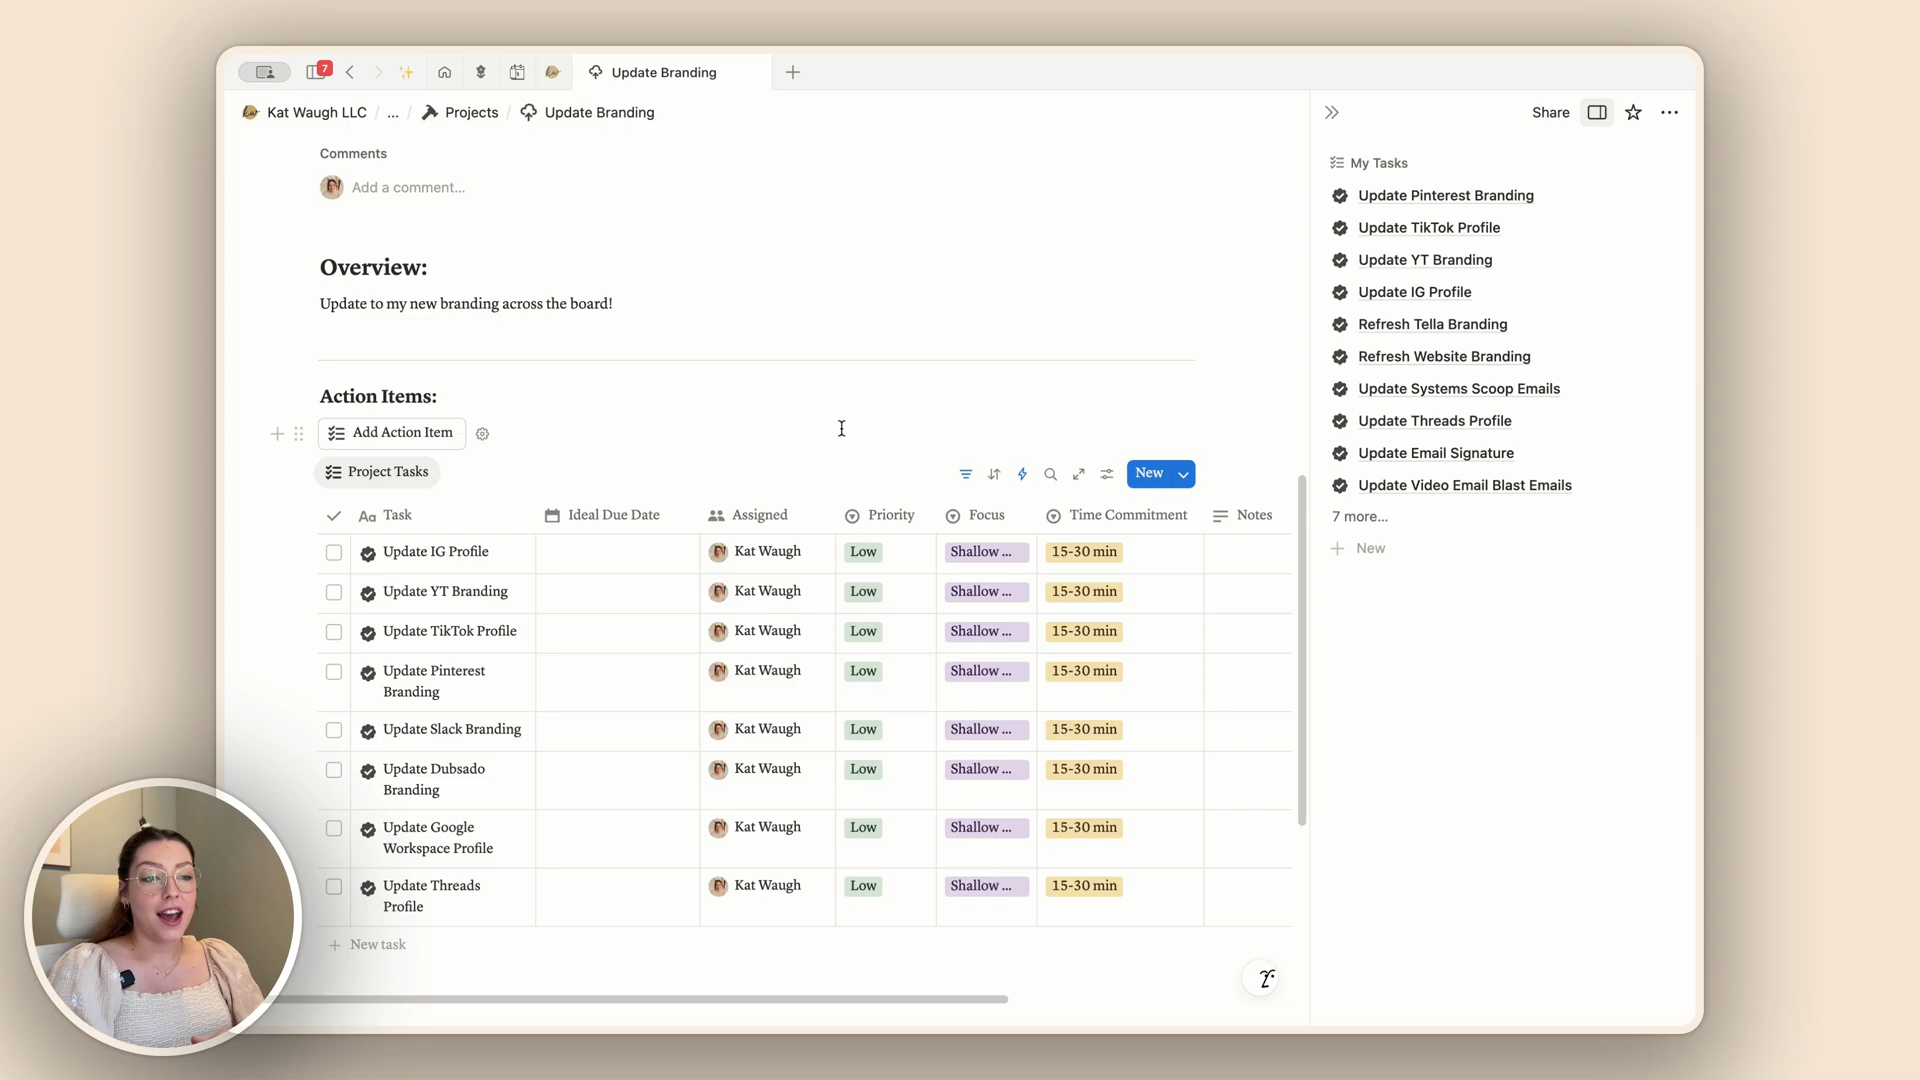 7
Update Branding
Kat Waugh LLC / ... / Projects / Update Branding
Share
Comments
Add a comment...
Overview:
Update to my new branding across the board!
Action Items:
Add Action Item
Project Tasks
New
Aa Task Ideal Due Date Assigned Priority Focus Time Commitment Notes
Update IG Profile Kat Waugh Low Shallow ... 15-30 min
Update YT Branding Kat Waugh Low Shallow ... 15-30 min
Update TikTok Profile Kat Waugh Low Shallow ... 15-30 min
Update Pinterest Kat Waugh Low Shallow ... 15-30 min
Branding
Update Slack Branding Kat Waugh Low Shallow ... 15-30 min
Update Dubsado Kat Waugh Low Shallow ... 15-30 min
Branding
Update Google Kat Waugh Low Shallow ... 15-30 min
Workspace Profile
Update Threads Kat Waugh Low Shallow ... 15-30 min
Profile
New task
My Tasks
Update Pinterest Branding
Update TikTok Profile
Update YT Branding
Update IG Profile
Refresh Tella Branding
Refresh Website Branding
Update Systems Scoop Emails
Update Threads Profile
Update Email Signature
Update Video Email Blast Emails
7 more...
New